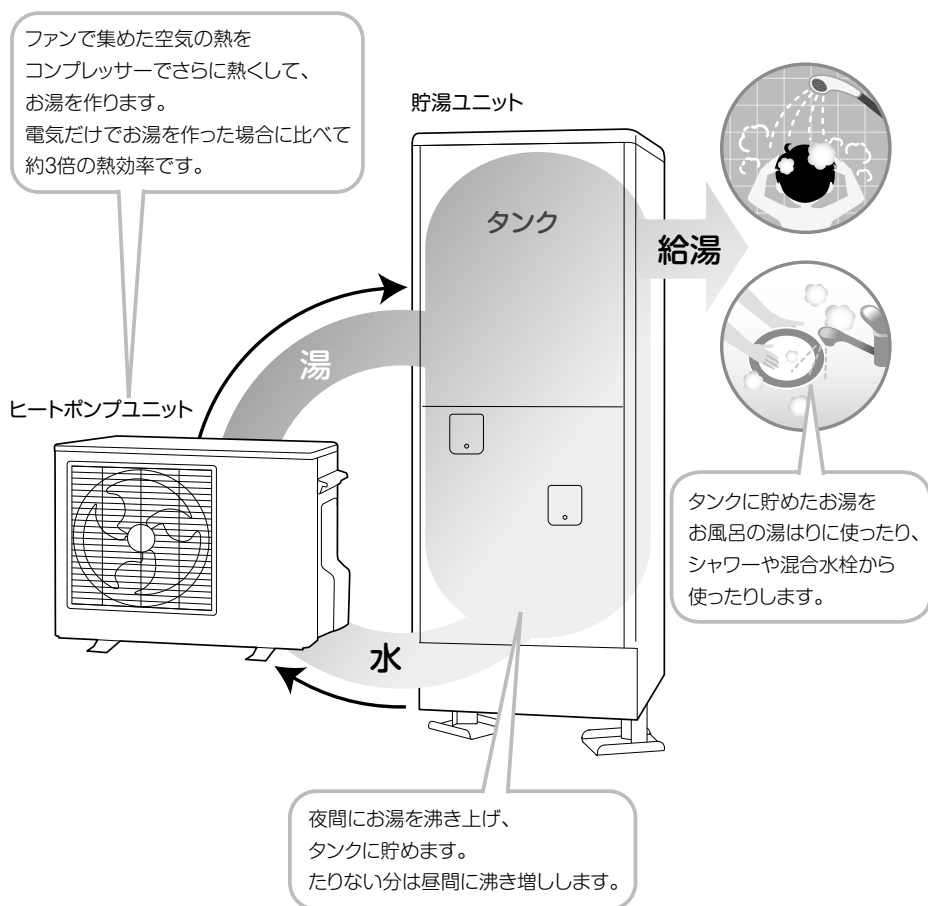 ファンで集めた空気の熱を
コンプレッサーでさらに熱くして、
お湯を作ります。
電気だけでお湯を作った場合に比べて
約3倍の熱効率です。
貯湯ユニット
タンク
給湯
湯
ヒートポンプユニット
タンクに貯めたお湯を
お風呂の湯はりに使ったり、
シャワーや混合水栓から
使ったりします。
水
夜間にお湯を沸き上げ、
タンクに貯めます。
たりない分は昼間に沸き増しします。